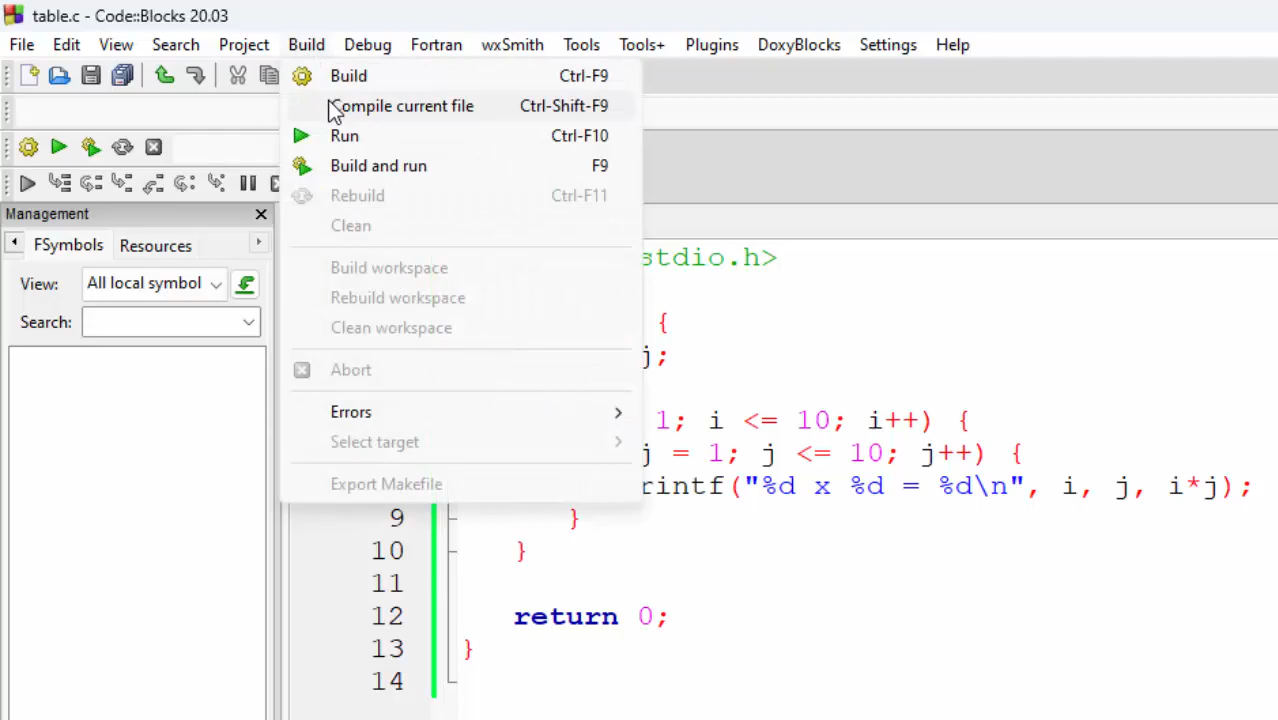 table.c - Code::Blocks 20.03
File Edit View Search Project Build Debug Fortran wxSmith Tools Tools+ Plugins DoxyBlocks Settings Help
Build Ctrl-F9
Compile current file Ctrl-Shift-F9
Run Ctrl-F10
Build and run F9
Rebuild Ctrl-F11
Clean
Build workspace
Rebuild workspace
Clean workspace
Abort
Errors
Select target
Export Makefile
Management
FSymbols Resources
View: All local symbol
Search:
stdio.h>
{
j;
1; i <= 10; i++) {
j = 1; j <= 10; j++) {
rintf("%d x %d = %d\n", i, j, i*j);
9 }
10 }
11
12 return 0;
13 }
14